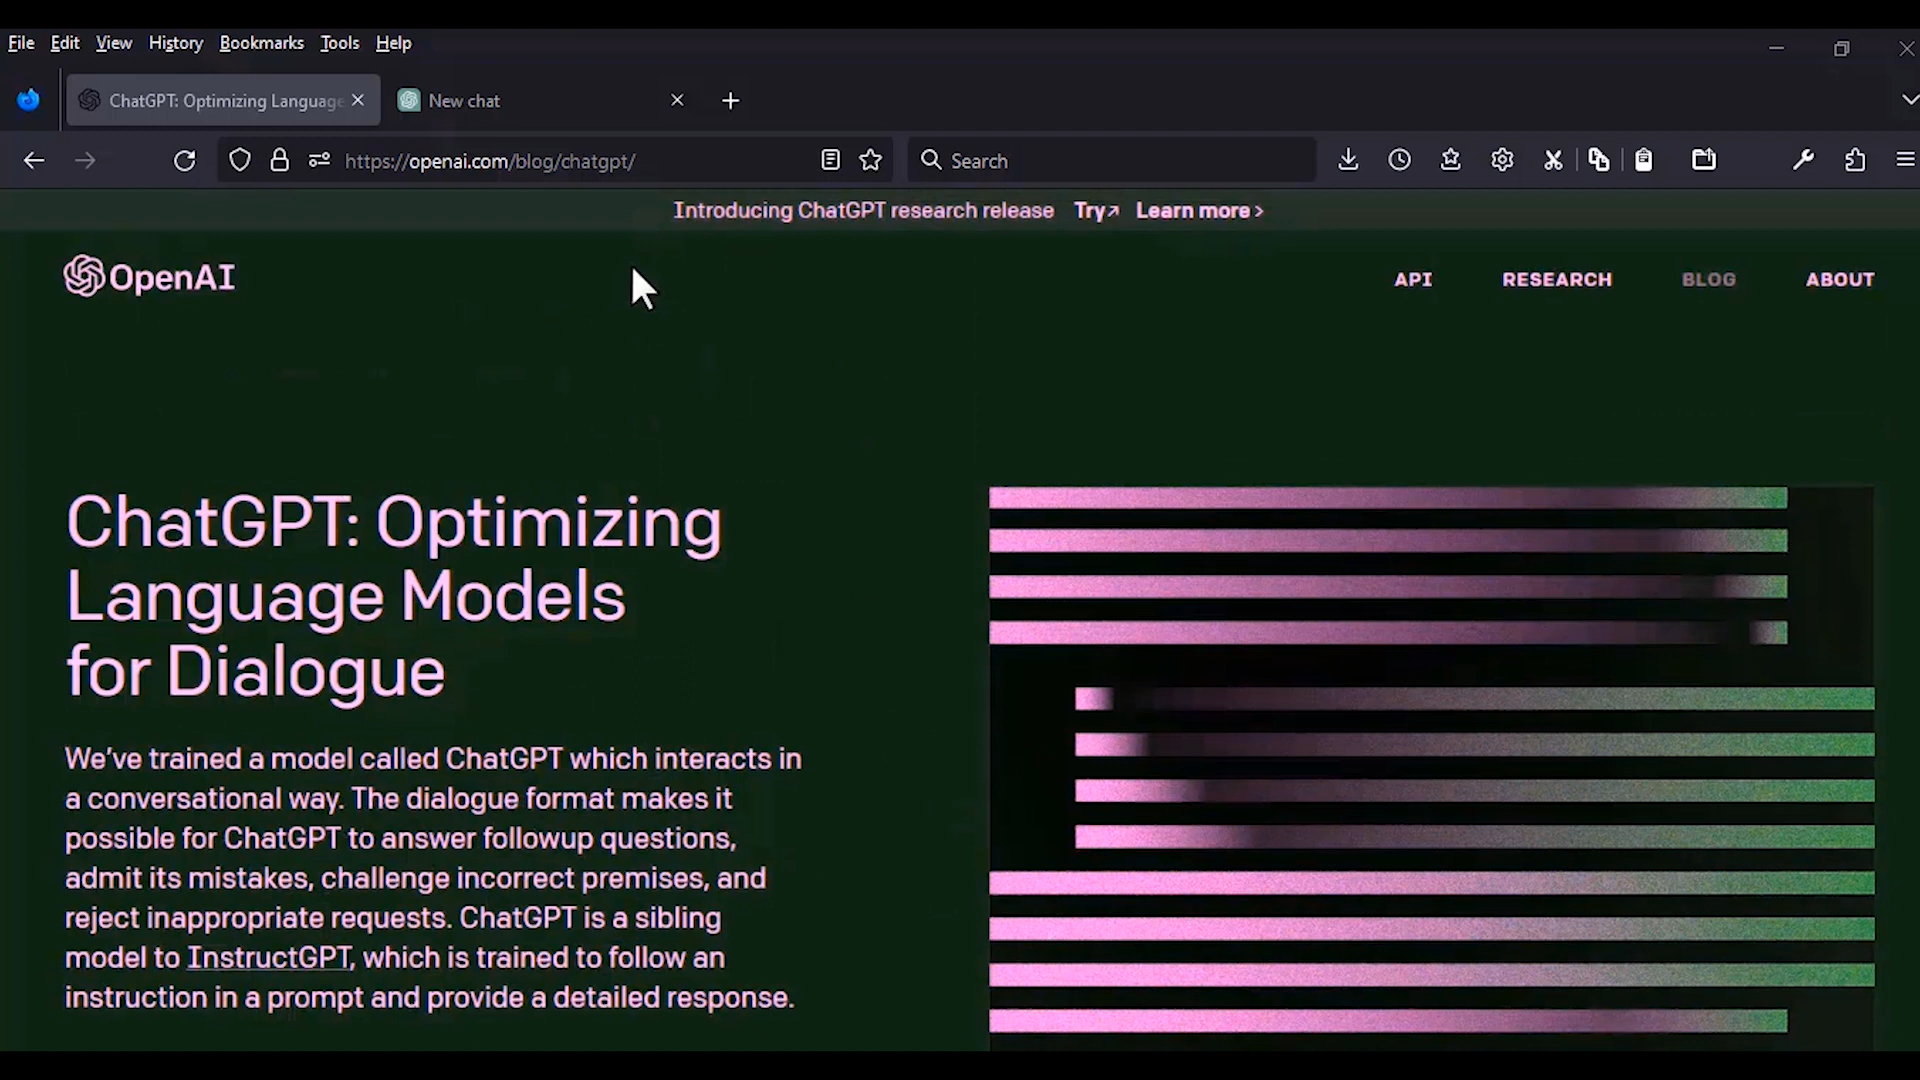 File Edit View History Bookmarks Tools Help
ChatGPT: Optimizing Language New chat
https://openai.com/blog/chatgpt/ Search
Introducing ChatGPT research release Try↗ Learn more >
OpenAI API RESEARCH BLOG ABOUT
ChatGPT: Optimizing
Language Models
for Dialogue
We’ve trained a model called ChatGPT which interacts in
a conversational way. The dialogue format makes it
possible for ChatGPT to answer followup questions,
admit its mistakes, challenge incorrect premises, and
reject inappropriate requests. ChatGPT is a sibling
model to InstructGPT, which is trained to follow an
instruction in a prompt and provide a detailed response.